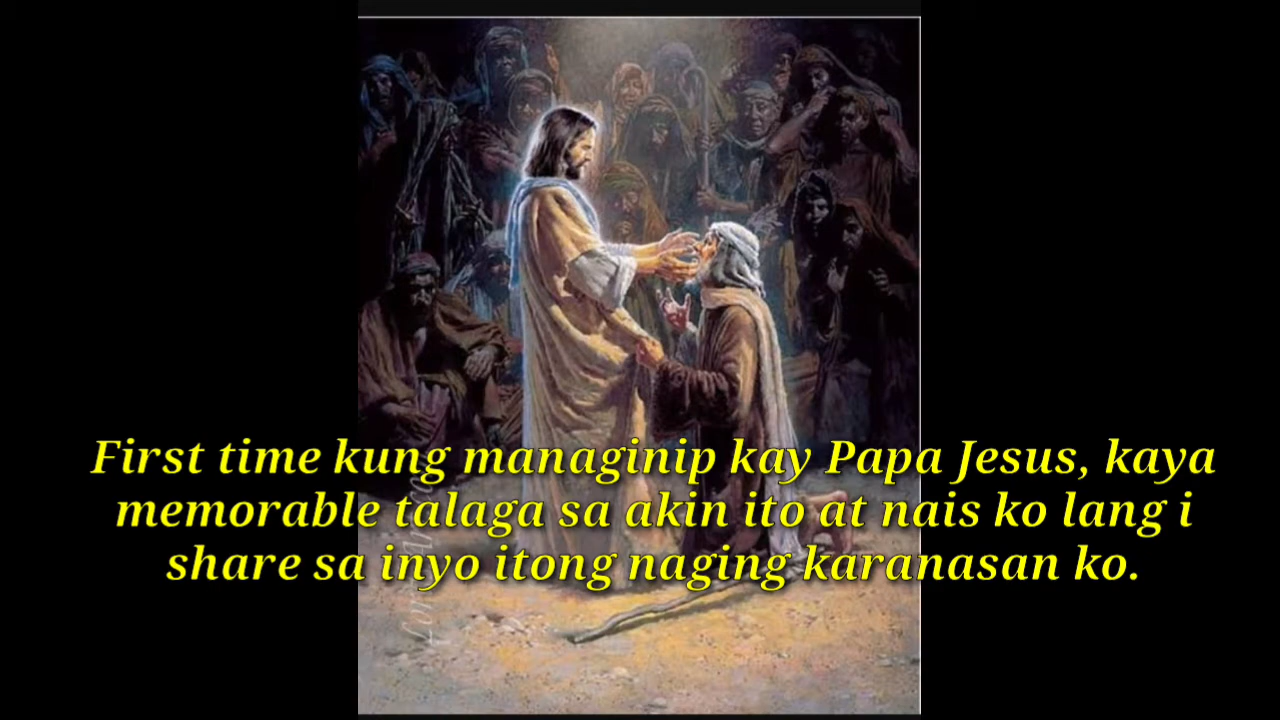 First time kung managinip kay Papa Jesus, kaya
memorable talaga sa akin ito at nais ko lang i
share sa inyo itong naging karanasan ko.